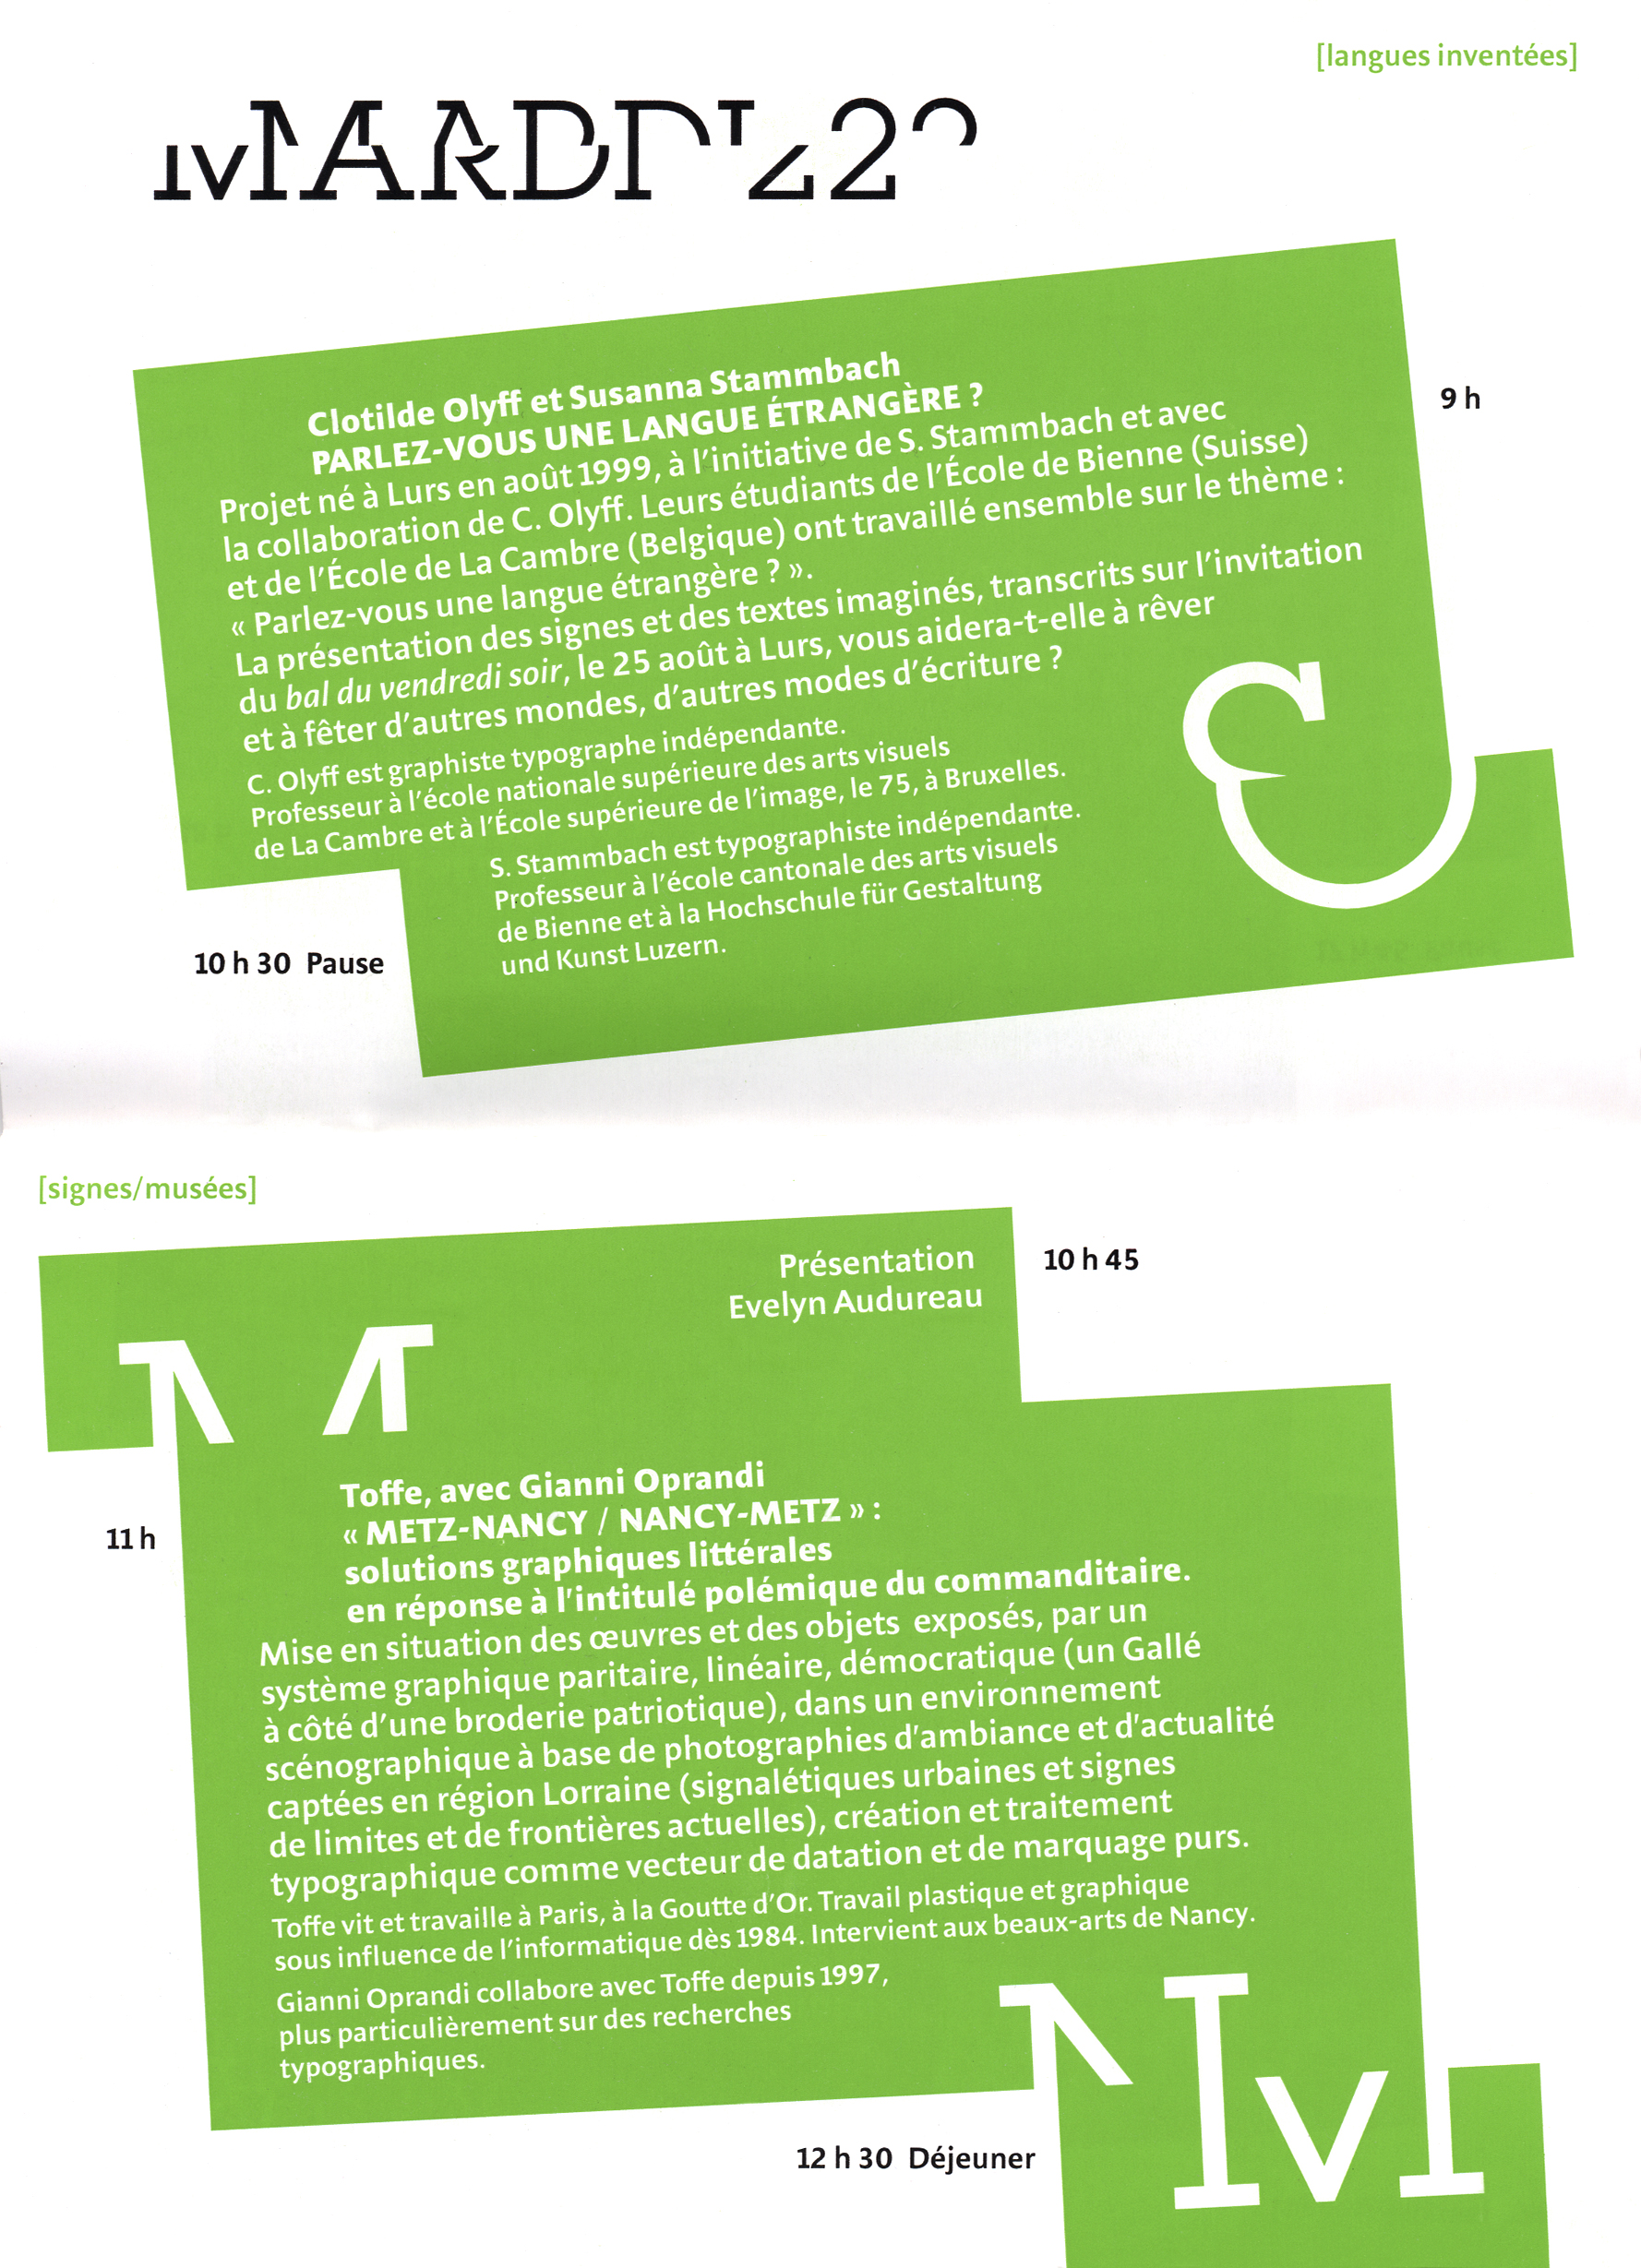 [langues inventées]
MARDI 22
9 h
Clotilde Olyff et Susanna Stammbach
PARLEZ-VOUS UNE LANGUE ÉTRANGÈRE ?
Projet né à Lurs en août 1999, à l'initiative de S. Stammbach et avec
la collaboration de C. Olyff. Leurs étudiants de l'École de Bienne (Suisse)
et de l'École de La Cambre (Belgique) ont travaillé ensemble sur le thème :
« Parlez-vous une langue étrangère ? ».
La présentation des signes et des textes imaginés, transcrits sur l'invitation
du bal du vendredi soir, le 25 août à Lurs, vous aidera-t-elle à rêver
et à fêter d'autres mondes, d'autres modes d'écriture ?
C. Olyff est graphiste typographe indépendante.
Professeur à l'école nationale supérieure des arts visuels
de La Cambre et à l'École supérieure de l'image, le 75, à Bruxelles.
S. Stammbach est typographiste indépendante.
Professeur à l'école cantonale des arts visuels
de Bienne et à la Hochschule für Gestaltung
und Kunst Luzern.
10 h 30 Pause
[signes/musées]
10 h 45
Présentation
Evelyn Audureau
M
11 h
Toffe, avec Gianni Oprandi
« METZ-NANCY / NANCY-METZ » :
solutions graphiques littérales
en réponse à l'intitulé polémique du commanditaire.
Mise en situation des œuvres et des objets exposés, par un
système graphique paritaire, linéaire, démocratique (un Gallé
à côté d'une broderie patriotique), dans un environnement
scénographique à base de photographies d'ambiance et d'actualité
captées en région Lorraine (signalétiques urbaines et signes
de limites et de frontières actuelles), création et traitement
typographique comme vecteur de datation et de marquage purs.
Toffe vit et travaille à Paris, à la Goutte d'Or. Travail plastique et graphique
sous influence de l'informatique dès 1984. Intervient aux beaux-arts de Nancy.
Gianni Oprandi collabore avec Toffe depuis 1997,
plus particulièrement sur des recherches
typographiques.
12 h 30 Déjeuner